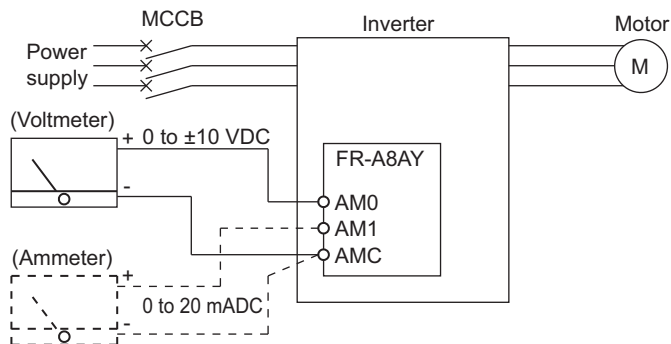 MCCB
Inverter
Motor
Power
supply
M
(Voltmeter)
+ 0 to ±10 VDC
-
FR-A8AY
AM0
AM1
AMC
(Ammeter)
+
0 to 20 mADC
-